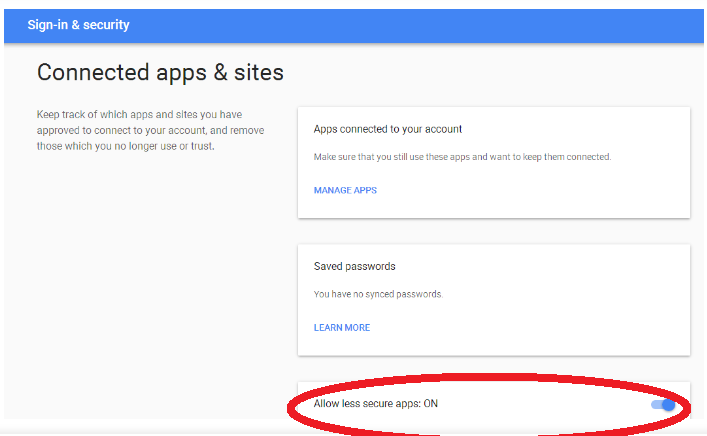 Sign-in & security
Connected apps & sites
Keep track of which apps and sites you have
approved to connect to your account, and remove
those which you no longer use or trust.
Apps connected to your account
Make sure that you still use these apps and want to keep them connected.
MANAGE APPS
Saved passwords
You have no synced passwords.
LEARN MORE
Allow less secure apps: ON